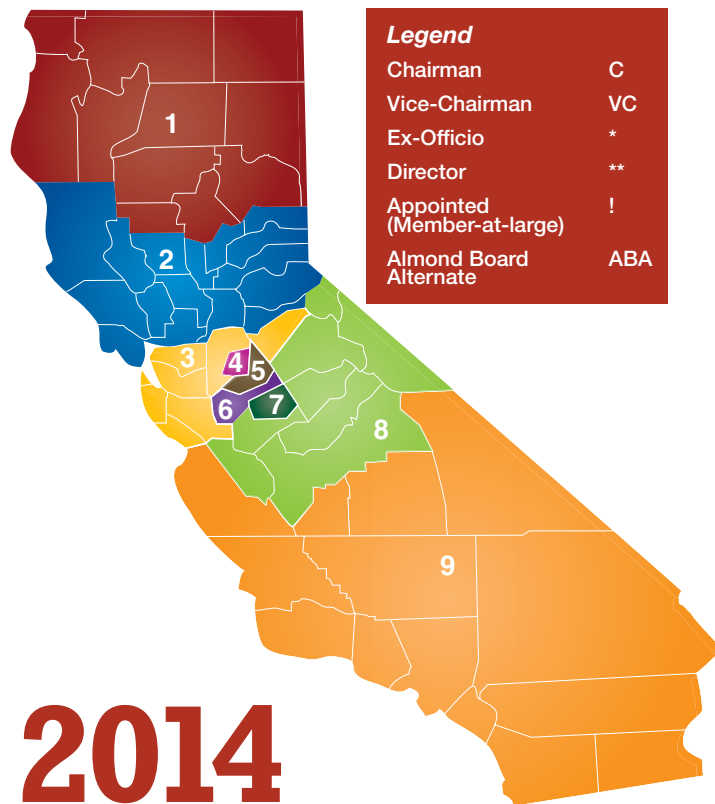 Legend
Chairman C
Vice-Chairman VC
Ex-Officio *
Director **
Appointed !
(Member-at-large)
Almond Board ABA
Alternate
1
2
3
4
5
6
7
8
9
2014